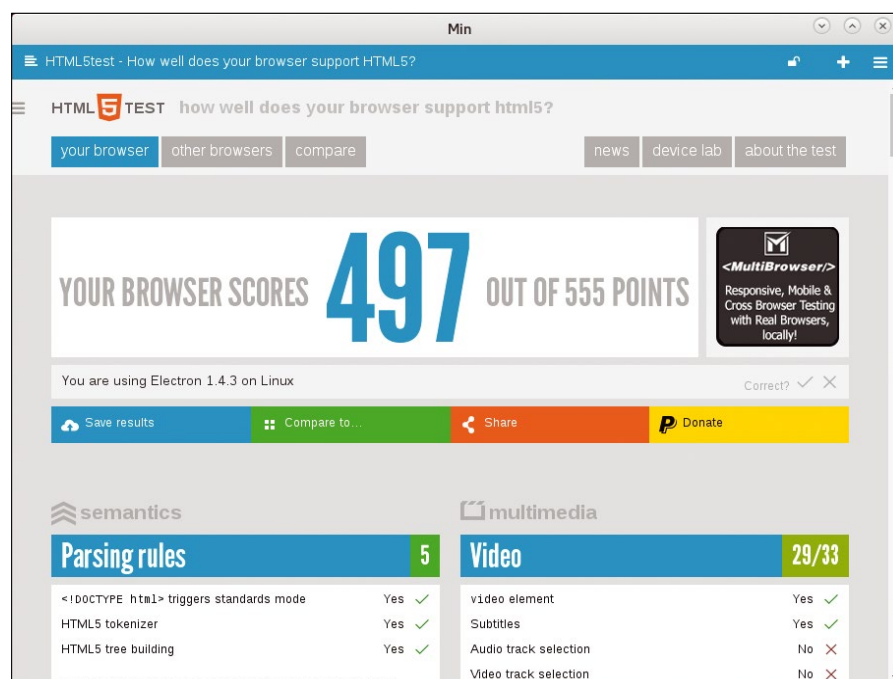 Min
HTML5test - How well does your browser support HTML5?
HTML 5 TEST how well does your browser support html5?
your browser other browsers compare news device lab about the test
YOUR BROWSER SCORES 497 OUT OF 555 POINTS
<MultiBrowser/>
Responsive, Mobile &
Cross Browser Testing
with Real Browsers,
locally!
You are using Electron 1.4.3 on Linux Correct?
Save results Compare to... Share Donate
semantics
Parsing rules 5
<!DOCTYPE html> triggers standards mode Yes
HTML5 tokenizer Yes
HTML5 tree building Yes
multimedia
Video 29/33
video element Yes
Subtitles Yes
Audio track selection No
Video track selection No